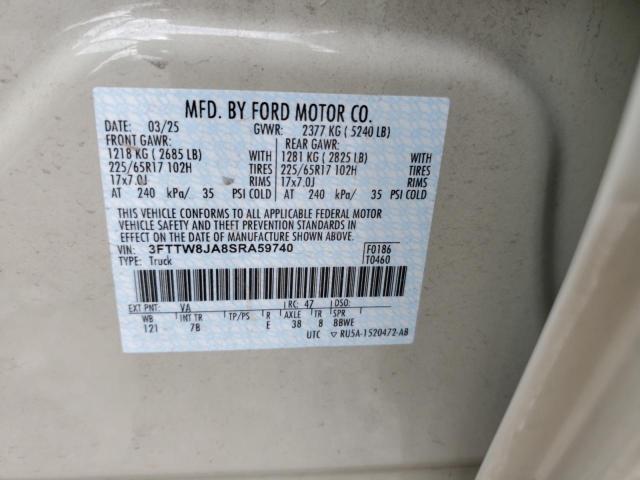 MFD. BY FORD MOTOR CO.
DATE: 03/25 GVWR: 2377 KG ( 5240 LB)
FRONT GAWR: REAR GAWR:
1218 KG ( 2685 LB) WITH 1281 KG ( 2825 LB) WITH
225/65R17 102H TIRES 225/65R17 102H TIRES
17x7.0J RIMS 17x7.0J RIMS
AT 240 kPa/ 35 PSI COLD AT 240 kPa/ 35 PSI COLD
THIS VEHICLE CONFORMS TO ALL APPLICABLE FEDERAL MOTOR
VEHICLE SAFETY AND THEFT PREVENTION STANDARDS IN
EFFECT ON THE DATE OF MANUFACTURE SHOWN ABOVE.
VIN: 3FTTW8JA8SRA59740 F0186
TYPE: Truck T0460
EXT PNT: VA RC: 47 DSO:
WB INT TR TP/PS R AXLE TR SPR
121 7B E 38 8 BBWE
UTC ▽ RU5A-1520472-AB